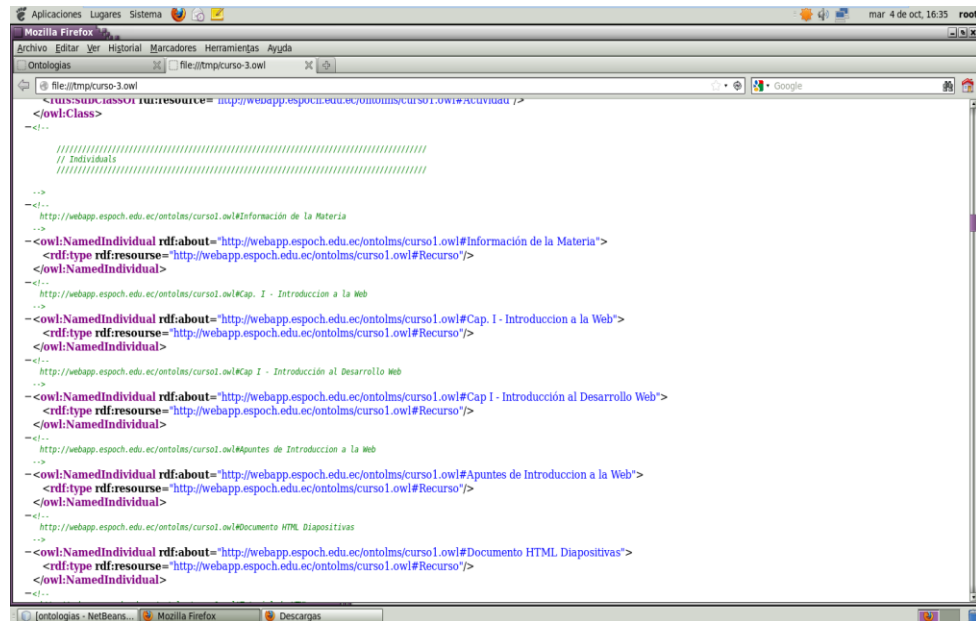 Aplicaciones Lugares Sistema mar 4 de oct, 16:35 root
Mozilla Firefox
Archivo Editar Ver Historial Marcadores Herramientas Ayuda
Ontologias file:///tmp/curso-3.owl
file:///tmp/curso-3.owl Google
<rdfs:subClassOf rdf:resource="http://webapp.espoch.edu.ec/ontolms/curso1.owl#Actividad"/>
</owl:Class>
−<!--
////////////////////////////////////////////////////////////////////////////////////////
// Individuals
////////////////////////////////////////////////////////////////////////////////////////
-->
−<!--
http://webapp.espoch.edu.ec/ontolms/curso1.owl#Información de la Materia
-->
−<owl:NamedIndividual rdf:about="http://webapp.espoch.edu.ec/ontolms/curso1.owl#Información de la Materia">
<rdf:type rdf:resourse="http://webapp.espoch.edu.ec/ontolms/curso1.owl#Recurso"/>
</owl:NamedIndividual>
−<!--
http://webapp.espoch.edu.ec/ontolms/curso1.owl#Cap. I - Introduccion a la Web
-->
−<owl:NamedIndividual rdf:about="http://webapp.espoch.edu.ec/ontolms/curso1.owl#Cap. I - Introduccion a la Web">
<rdf:type rdf:resourse="http://webapp.espoch.edu.ec/ontolms/curso1.owl#Recurso"/>
</owl:NamedIndividual>
−<!--
http://webapp.espoch.edu.ec/ontolms/curso1.owl#Cap I - Introducción al Desarrollo Web
-->
−<owl:NamedIndividual rdf:about="http://webapp.espoch.edu.ec/ontolms/curso1.owl#Cap I - Introducción al Desarrollo Web">
<rdf:type rdf:resourse="http://webapp.espoch.edu.ec/ontolms/curso1.owl#Recurso"/>
</owl:NamedIndividual>
−<!--
http://webapp.espoch.edu.ec/ontolms/curso1.owl#Apuntes de Introduccion a la Web
-->
−<owl:NamedIndividual rdf:about="http://webapp.espoch.edu.ec/ontolms/curso1.owl#Apuntes de Introduccion a la Web">
<rdf:type rdf:resourse="http://webapp.espoch.edu.ec/ontolms/curso1.owl#Recurso"/>
</owl:NamedIndividual>
−<!--
http://webapp.espoch.edu.ec/ontolms/curso1.owl#Documento HTML Diapositivas
-->
−<owl:NamedIndividual rdf:about="http://webapp.espoch.edu.ec/ontolms/curso1.owl#Documento HTML Diapositivas">
<rdf:type rdf:resourse="http://webapp.espoch.edu.ec/ontolms/curso1.owl#Recurso"/>
</owl:NamedIndividual>
−<!--
[ontologias - NetBeans... Mozilla Firefox Descargas